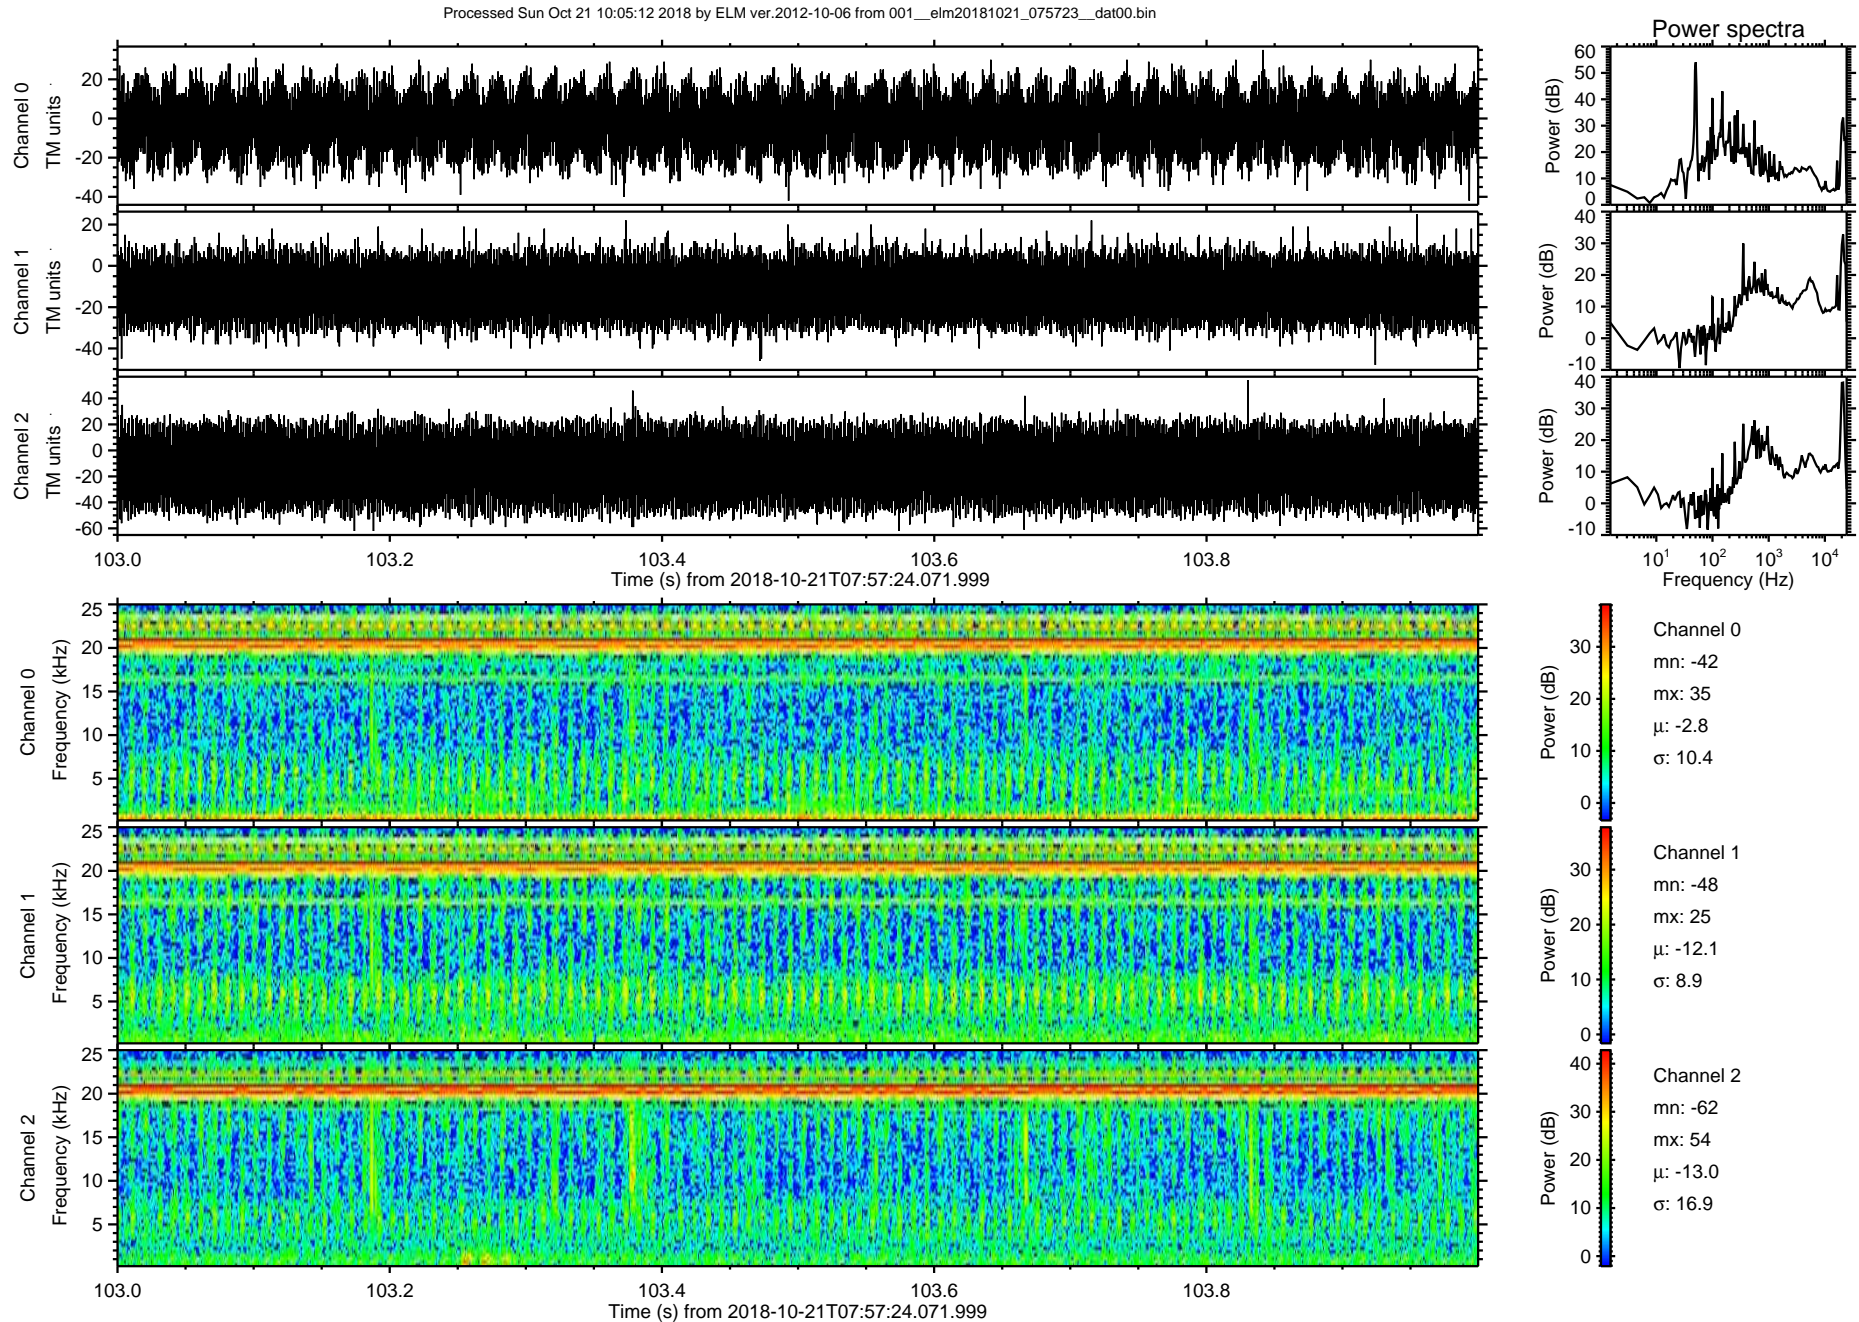 Processed Sun Oct 21 10:05:12 2018 by ELM ver.2012-10-06 from 001__elm20181021_075723__dat00.bin
Power spectra
Channel 0
TM units
20
0
-20
-40
Power (dB)
60
50
40
30
20
10
0
Channel 1
TM units
20
0
-20
-40
Power (dB)
40
30
20
10
0
-10
Channel 2
TM units
40
20
0
-20
-40
-60
Power (dB)
40
30
20
10
0
-10
103.0 103.2 103.4 103.6 103.8
Time (s) from 2018-10-21T07:57:24.071.999
10¹ 10² 10³ 10⁴
Frequency (Hz)
Channel 0
Frequency (kHz)
25
20
15
10
5
Power (dB)
30
20
10
0
Channel 0
mn: -42
mx: 35
μ: -2.8
σ: 10.4
Channel 1
Frequency (kHz)
25
20
15
10
5
Power (dB)
30
20
10
0
Channel 1
mn: -48
mx: 25
μ: -12.1
σ: 8.9
Channel 2
Frequency (kHz)
25
20
15
10
5
Power (dB)
40
30
20
10
0
Channel 2
mn: -62
mx: 54
μ: -13.0
σ: 16.9
103.0 103.2 103.4 103.6 103.8
Time (s) from 2018-10-21T07:57:24.071.999